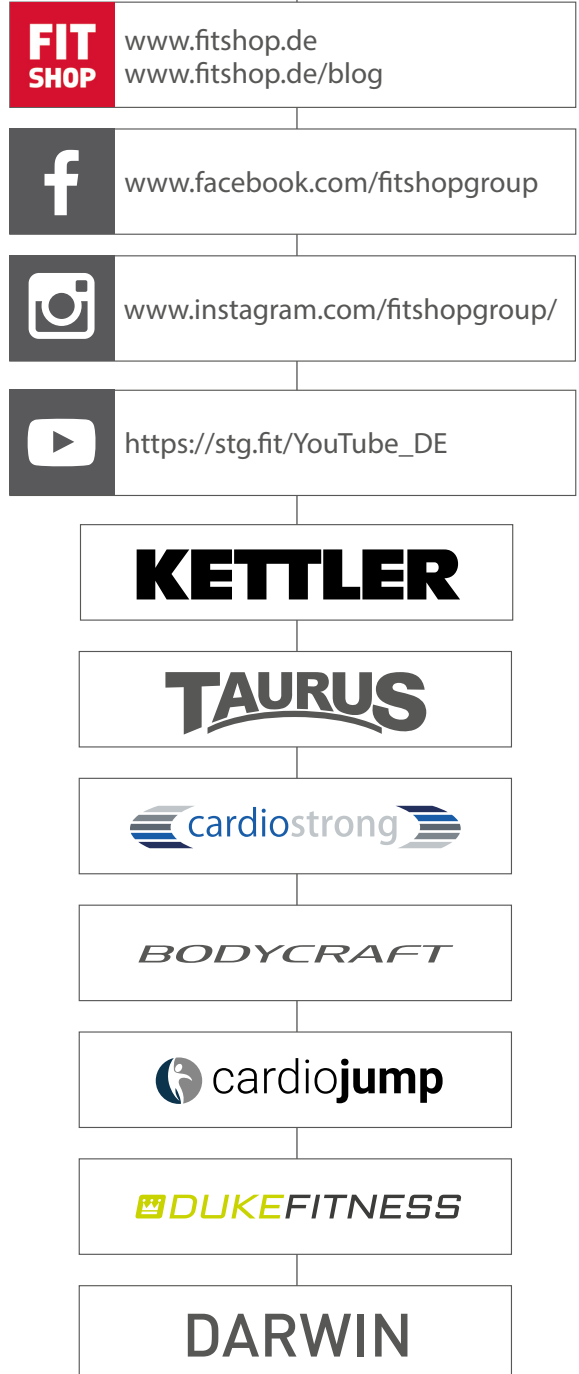 FIT
SHOP
www.fitshop.de
www.fitshop.de/blog
f
www.facebook.com/fitshopgroup
www.instagram.com/fitshopgroup/
https://stg.fit/YouTube_DE
KETTLER
TAURUS
cardiostrong
BODYCRAFT
cardiojump
DUKEFITNESS
DARWIN